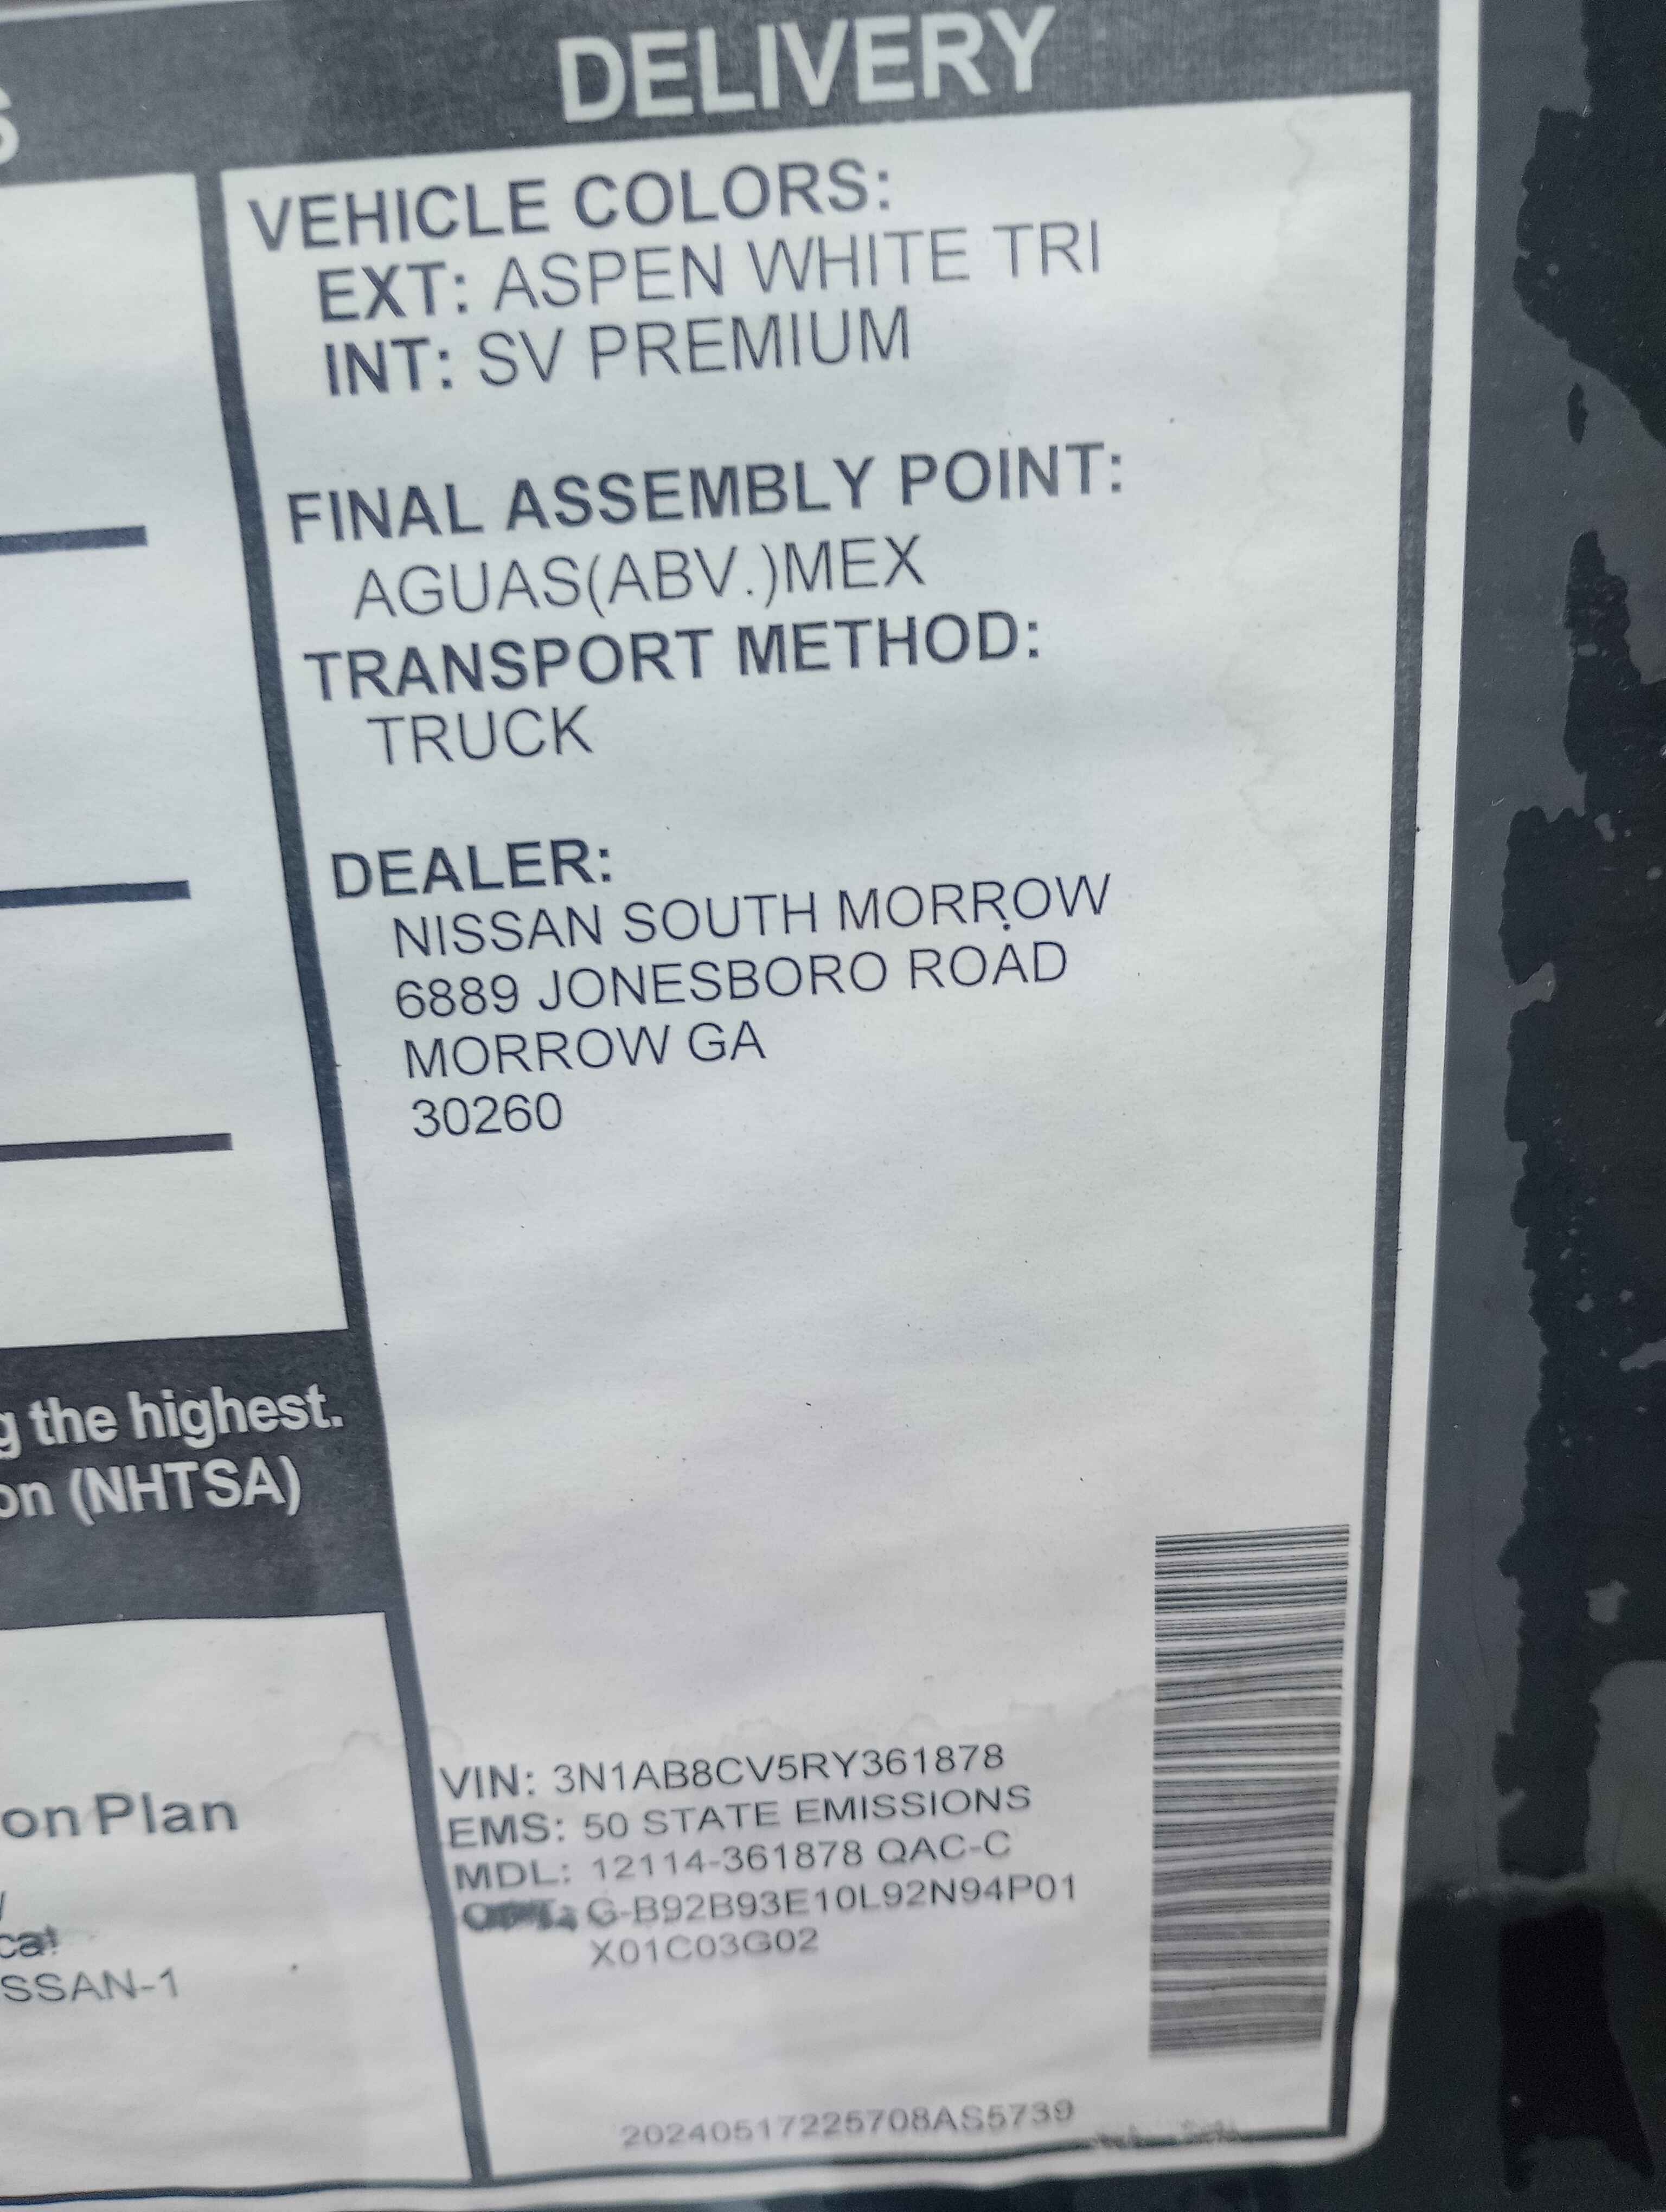 S
DELIVERY
VEHICLE COLORS:
EXT: ASPEN WHITE TRI
INT: SV PREMIUM
FINAL ASSEMBLY POINT:
AGUAS(ABV.)MEX
TRANSPORT METHOD:
TRUCK
DEALER:
NISSAN SOUTH MORROW
6889 JONESBORO ROAD
MORROW GA
30260
g the highest.
on (NHTSA)
on Plan
cal
SSAN-1
VIN: 3N1AB8CV5RY361878
EMS: 50 STATE EMISSIONS
MDL: 12114-361878 QAC-C
G-B92B93E10L92N94P01
X01C03G02
20240517225708AS5739